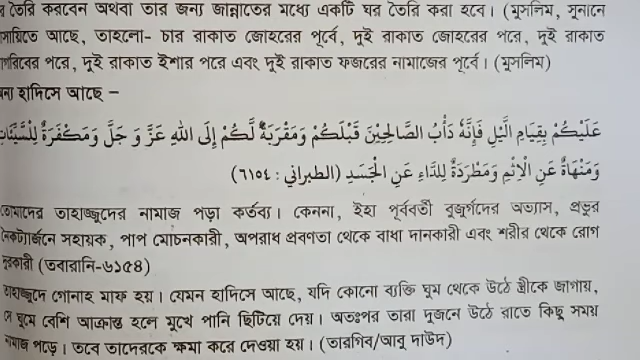 তৈরি করবেন অথবা তার জন্য জান্নাতের মধ্যে একটি ঘর তৈরি করা হবে। (মুসলিম, সুনানে
আছে, তাহলো- চার রাকাত জোহরের পূর্বে, দুই রাকাত জোহরের পরে, দুই রাকাত
পরে, দুই রাকাত ইশার পরে এবং দুই রাকাত ফজরের নামাজের পূর্বে। (মুসলিম)
হাদিসে আছে –
عَلَيْكُمْ بِقِيَامِ الَّيْلِ فَإِنَّهُ دَأْبُ الصَّالِحِيْنَ قَبْلَكُمْ وَمَقْرَبَةٌ لَّكُمْ إِلَى اللهِ عَزَّ وَ جَلَّ وَمَكْفَرَةٌ لِلسَّيِّئَاتِ
وَمَنْهَاةٌ عَنِ الْإِثْمِ وَمَطْرَدَةٌ لِلدَّاءِ عَنِ الْجَسَدِ (الطبراني : ٦١٥٤)
তোমাদের তাহাজ্জুদের নামাজ পড়া কর্তব্য। কেননা, ইহা পূর্ববর্তী বুজুর্গদের অভ্যাস, প্রভুর
নৈকট্যার্জনে সহায়ক, পাপ মোচনকারী, অপরাধ প্রবণতা থেকে বাধা দানকারী এবং শরীর থেকে রোগ
(তবারানি-৬১৫৪)
তাহাজ্জুদে গোনাহ মাফ হয়। যেমন হাদিসে আছে, যদি কোনো ব্যক্তি ঘুম থেকে উঠে স্ত্রীকে জাগায়,
সে ঘুমে বেশি আক্রান্ত হলে মুখে পানি ছিটিয়ে দেয়। অতঃপর তারা দুজনে উঠে রাতে কিছু সময়
নামাজ পড়ে। তবে তাদেরকে ক্ষমা করে দেওয়া হয়। (তারগিব/আবু দাউদ)